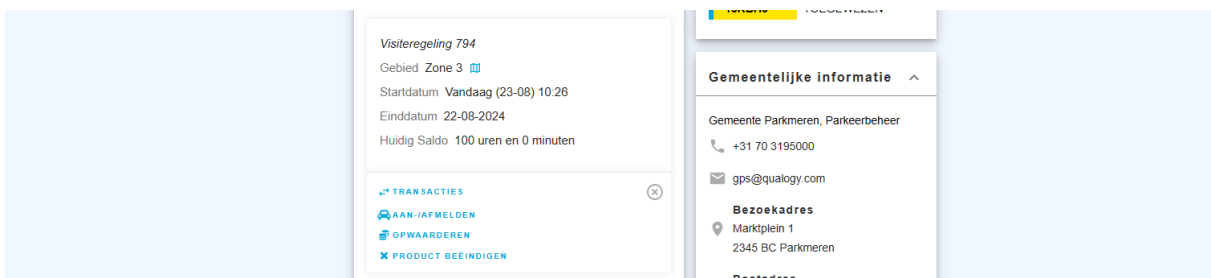 Visiteregeling 794
Gebied Zone 3
Startdatum Vandaag (23-08) 10:26
Einddatum 22-08-2024
Huidig Saldo 100 uren en 0 minuten
TRANSACTIES
AAN-/AFMELDEN
OPWAARDEREN
PRODUCT BEËINDIGEN
TOEGEWEZEN
Gemeentelijke informatie
Gemeente Parkmeren, Parkeerbeheer
+31 70 3195000
gps@qualogy.com
Bezoekadres
Marktplein 1
2345 BC Parkmeren